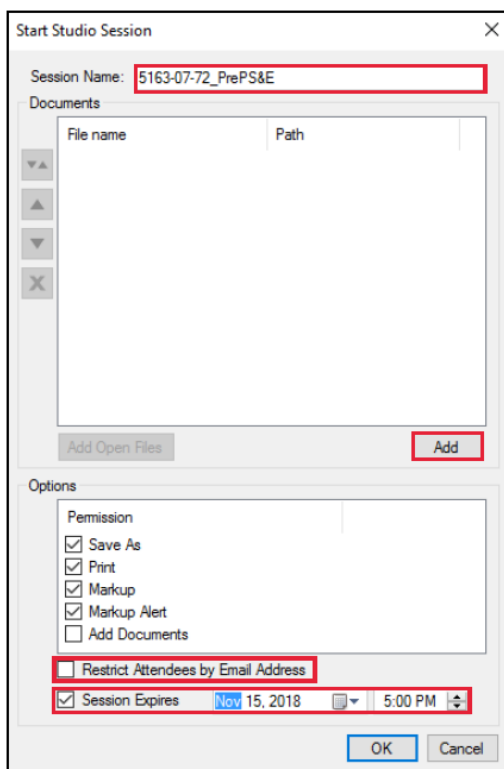 Start Studio Session
Session Name: 5163-07-72_PrePS&E
Documents
File name Path
Add Open Files Add
Options
Permission
Save As
Print
Markup
Markup Alert
Add Documents
Restrict Attendees by Email Address
Session Expires Nov 15, 2018 5:00 PM
OK Cancel